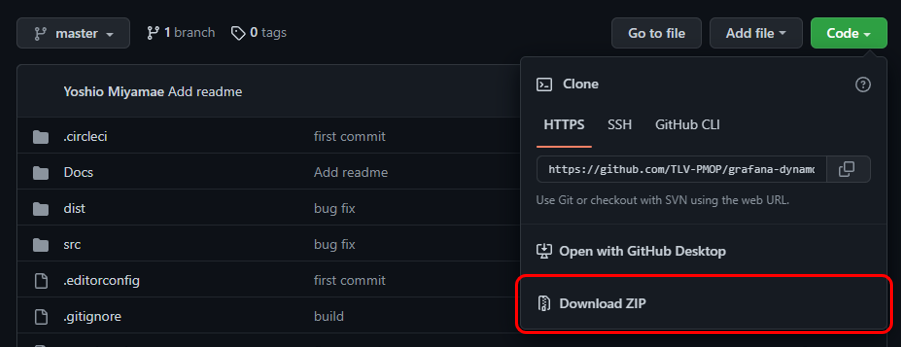 master 1 branch 0 tags Go to file Add file Code
Yoshio Miyamae Add readme
Clone
HTTPS SSH GitHub CLI
https://github.com/TLV-PMOP/grafana-dynamo
Use Git or checkout with SVN using the web URL.
Open with GitHub Desktop
Download ZIP
.circleci first commit
Docs Add readme
dist bug fix
src bug fix
.editorconfig first commit
.gitignore build